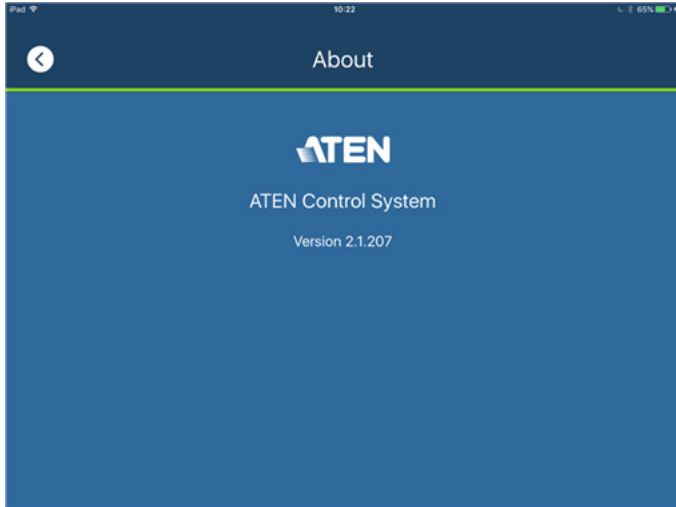 iPad 10:22 65%
About
ATEN
ATEN Control System
Version 2.1.207